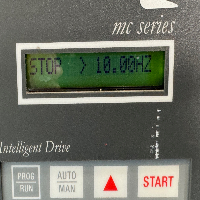 mc series
STOP > 10.00HZ
Intelligent Drive
PROG AUTO
RUN MAN START